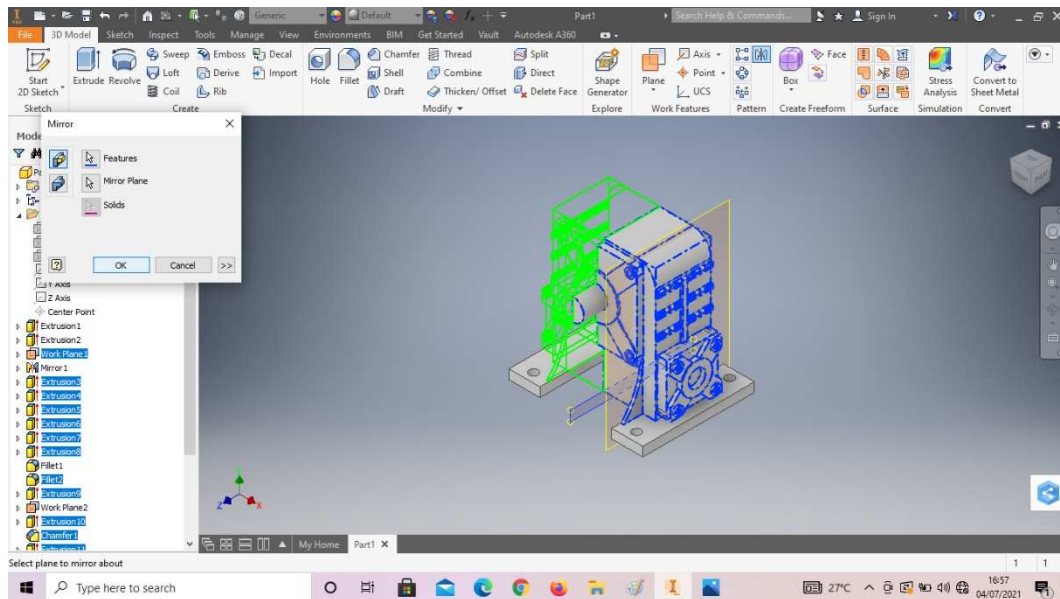 Generic Default Part1 Search Help & Commands... Sign In
File 3D Model Sketch Inspect Tools Manage View Environments BIM Get Started Vault Autodesk A360
Start 2D Sketch Extrude Revolve Sweep Emboss Decal Hole Fillet Chamfer Thread Split Shape Generator Plane Axis Box Face Stress Analysis Convert to Sheet Metal
Loft Derive Import Shell Combine Direct Point
Coil Rib Draft Thicken/ Offset Delete Face UCS
Sketch Create Modify Explore Work Features Pattern Create Freeform Surface Simulation Convert
Mirror
Features
Mirror Plane
Solids
OK Cancel >>
Y Axis
Z Axis
Center Point
Extrusion1
Extrusion2
Work Plane1
Mirror1
Extrusion3
Extrusion4
Extrusion5
Extrusion6
Extrusion7
Extrusion8
Fillet1
Fillet2
Extrusion9
Work Plane2
Extrusion10
Chamfer1
Extrusion11
z x
My Home Part1
Select plane to mirror about 1 1
Type here to search 27°C 16:57
04/07/2021